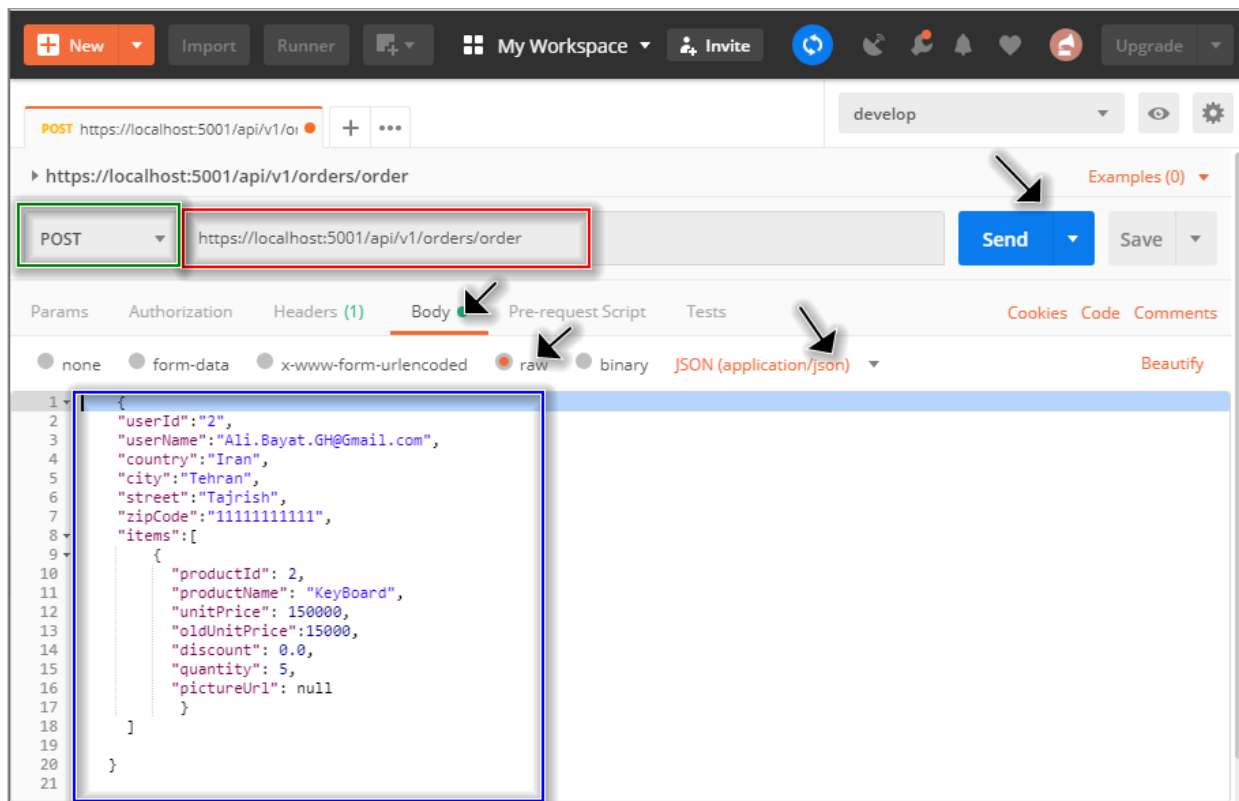 New Import Runner My Workspace Invite Upgrade
POST https://localhost:5001/api/v1/or develop
https://localhost:5001/api/v1/orders/order Examples (0)
POST https://localhost:5001/api/v1/orders/order Send Save
Params Authorization Headers (1) Body Pre-request Script Tests Cookies Code Comments
none form-data x-www-form-urlencoded raw binary JSON (application/json) Beautify
1 {
2 "userId":"2",
3 "userName":"Ali.Bayat.GH@Gmail.com",
4 "country":"Iran",
5 "city":"Tehran",
6 "street":"Tajrish",
7 "zipCode":"11111111111",
8 "items":[
9 {
10 "productId": 2,
11 "productName": "KeyBoard",
12 "unitPrice": 150000,
13 "oldUnitPrice":15000,
14 "discount": 0.0,
15 "quantity": 5,
16 "pictureUrl": null
17 }
18 ]
19
20 }
21